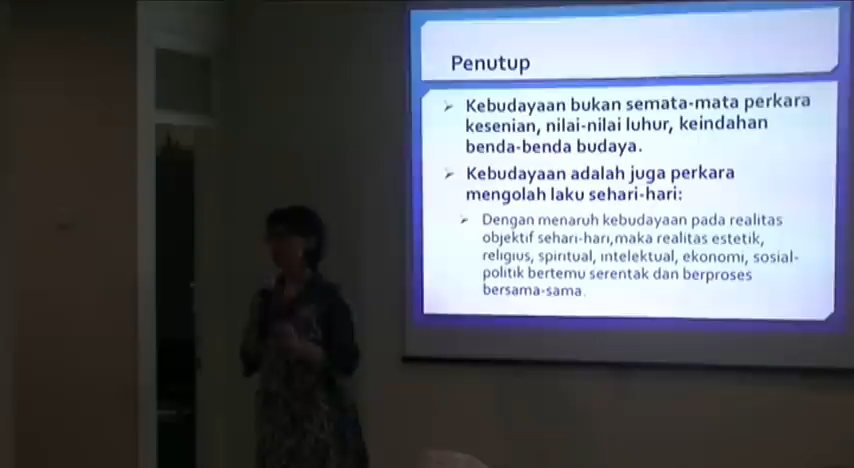 Penutup
Kebudayaan bukan semata-mata perkara
kesenian, nilai-nilai luhur, keindahan
benda-benda budaya.
Kebudayaan adalah juga perkara
mengolah laku sehari-hari:
Dengan menaruh kebudayaan pada realitas
objektif sehari-hari,maka realitas estetik,
religius, spiritual, intelektual, ekonomi, sosial-
politik bertemu serentak dan berproses
bersama-sama.